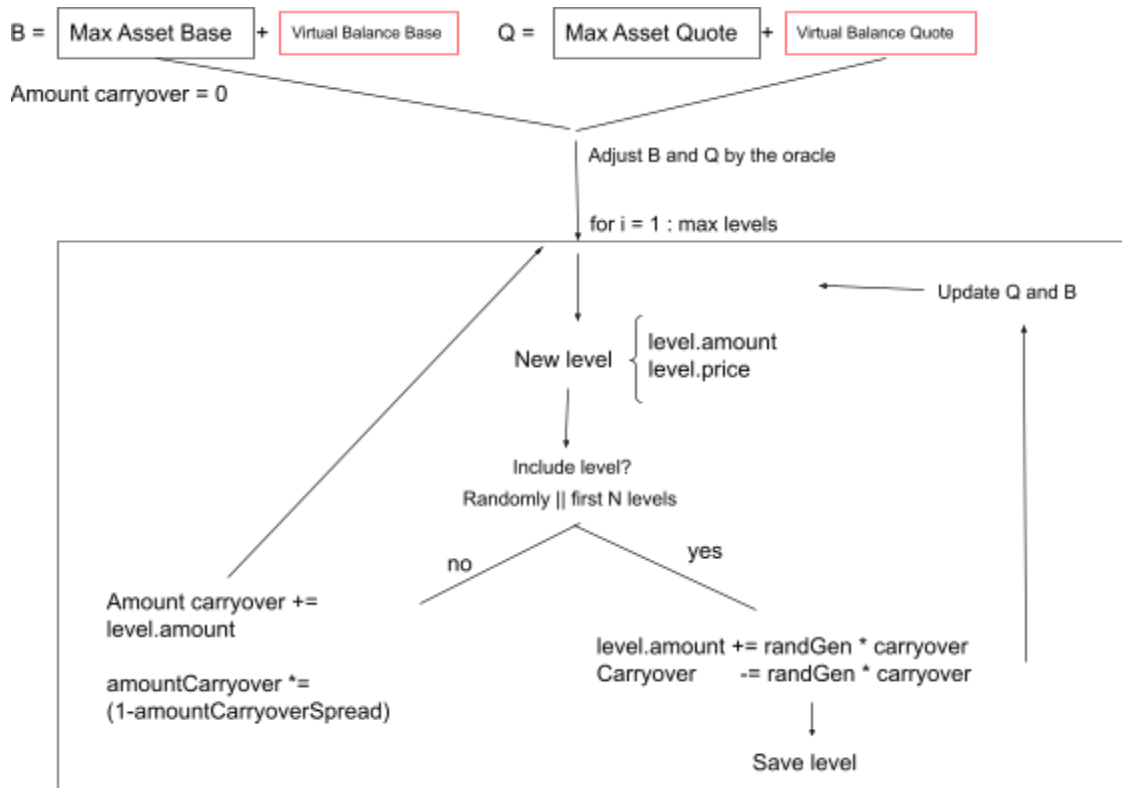 B = Max Asset Base + Virtual Balance Base Q = Max Asset Quote + Virtual Balance Quote
Amount carryover = 0
Adjust B and Q by the oracle
for i = 1 : max levels
Update Q and B
New level
level.amount
level.price
Include level?
Randomly || first N levels
no
yes
Amount carryover +=
level.amount
amountCarryover *=
(1-amountCarryoverSpread)
level.amount += randGen * carryover
Carryover -= randGen * carryover
Save level